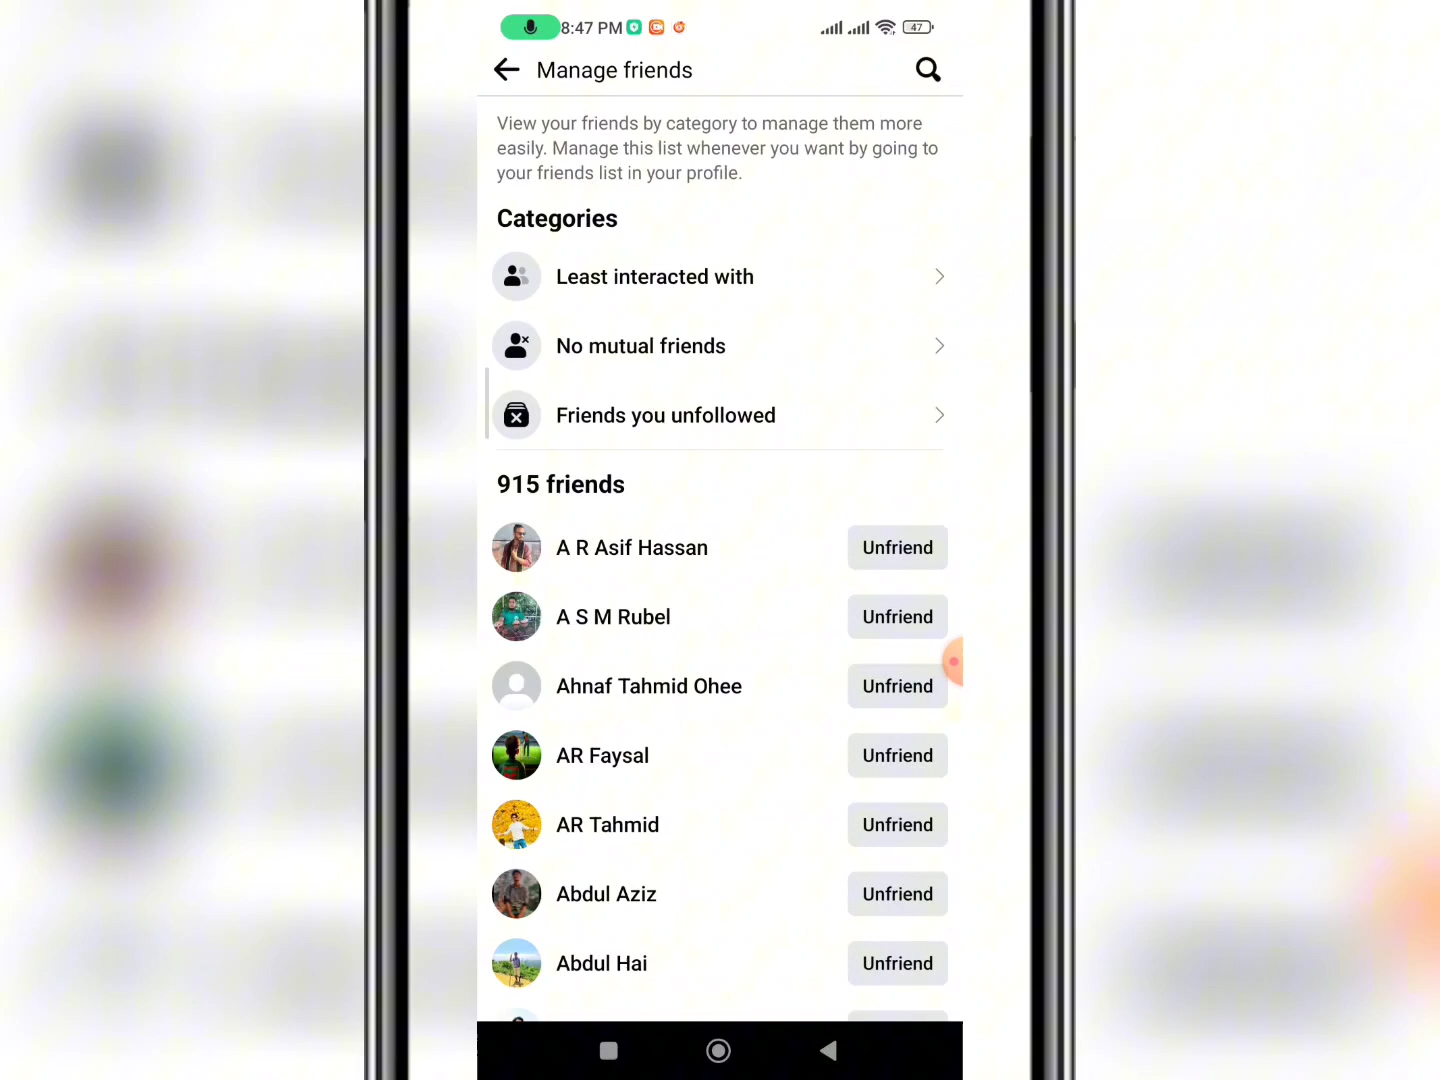 8:47 PM
47
Manage friends
View your friends by category to manage them more
easily. Manage this list whenever you want by going to
your friends list in your profile.
Categories
Least interacted with
No mutual friends
Friends you unfollowed
915 friends
A R Asif Hassan Unfriend
A S M Rubel Unfriend
Ahnaf Tahmid Ohee Unfriend
AR Faysal Unfriend
AR Tahmid Unfriend
Abdul Aziz Unfriend
Abdul Hai Unfriend